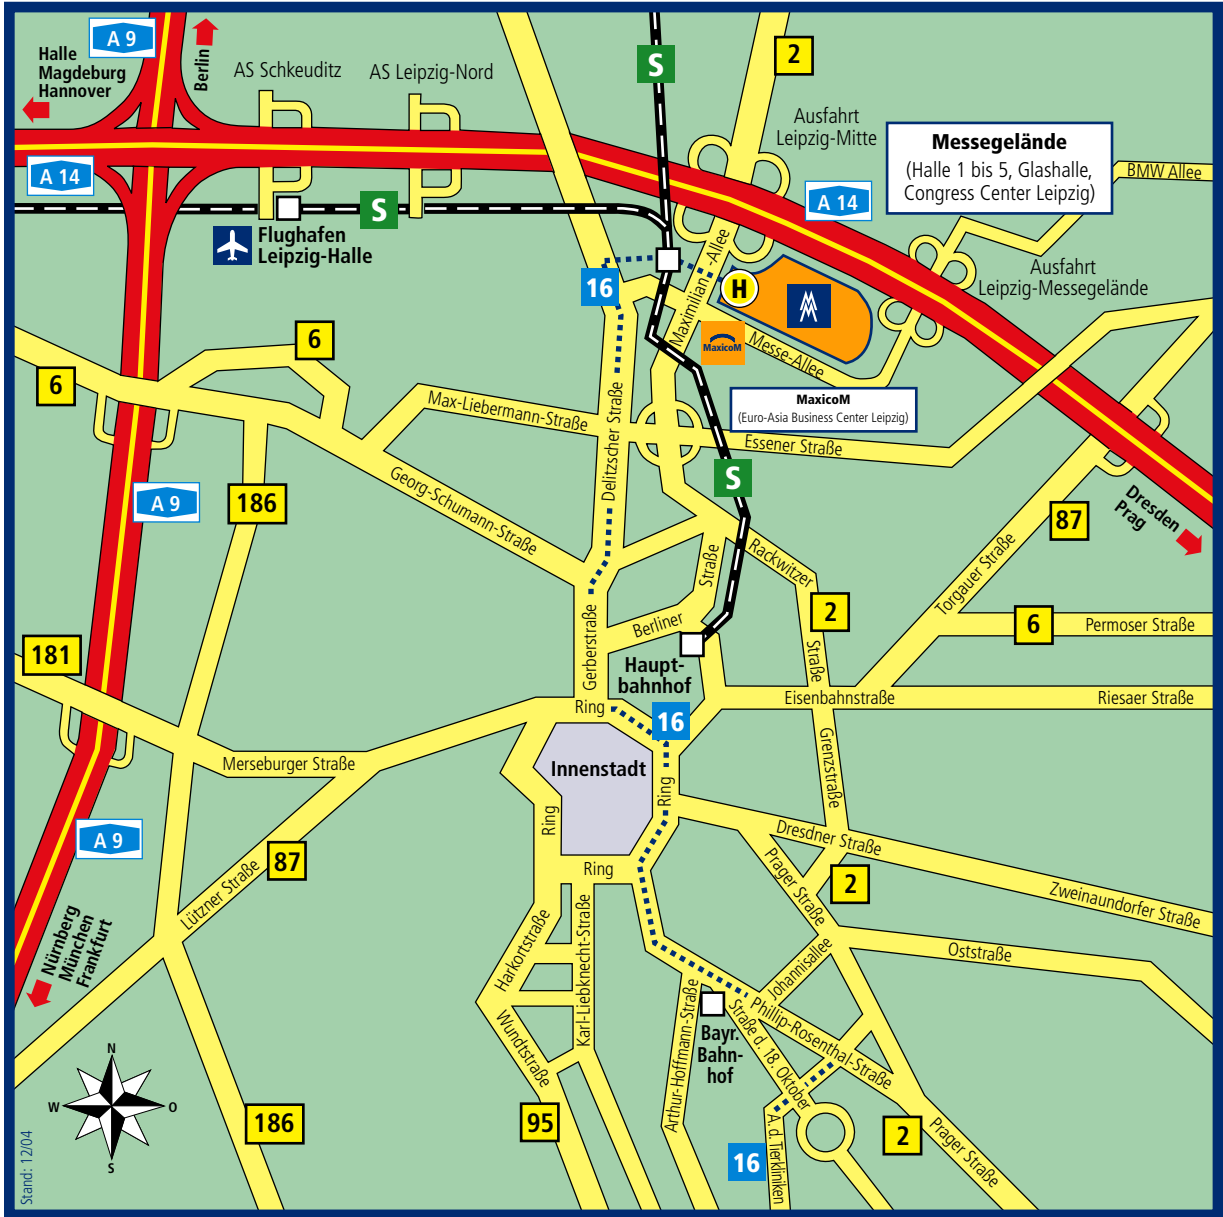 A 9
Berlin
Halle
Magdeburg
Hannover
AS Schkeuditz
AS Leipzig-Nord
S
2
Ausfahrt
Leipzig-Mitte
Messegelände
(Halle 1 bis 5, Glashalle,
Congress Center Leipzig)
BMW Allee
A 14
A 14
S
Flughafen
Leipzig-Halle
Maximilian-Allee
Ausfahrt
Leipzig-Messegelände
16
H
MaxicoM
Messe-Allee
6
6
MaxicoM
(Euro-Asia Business Center Leipzig)
Max-Liebermann-Straße
Delitzscher Straße
Essener Straße
S
Georg-Schumann-Straße
A 9
186
87
Dresden
Prag
Rackwitzer
Straße
Straße
Berliner
Torgauer Straße
2
6
Permoser Straße
181
Gerberstraße
Haupt-
bahnhof
Eisenbahnstraße
Riesaer Straße
Ring
16
Merseburger Straße
Innenstadt
Grenzstraße
Ring
Ring
A 9
Dresdner Straße
87
Ring
Prager Straße
2
Lützner Straße
Zweinaundorfer Straße
Nürnberg
München
Frankfurt
Harkortstraße
Karl-Liebknecht-Straße
Johannisallee
Oststraße
Wundtstraße
Arthur-Hoffmann-Straße
Bayr.
Bahn-
hof
Straße d. 18. Oktober
Phillip-Rosenthal-Straße
N
W
O
S
186
95
A. d. Tierkliniken
16
2
Prager Straße
Stand: 12/04